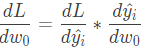 dL/dw₀ = dL/dŷᵢ * dŷᵢ/dw₀